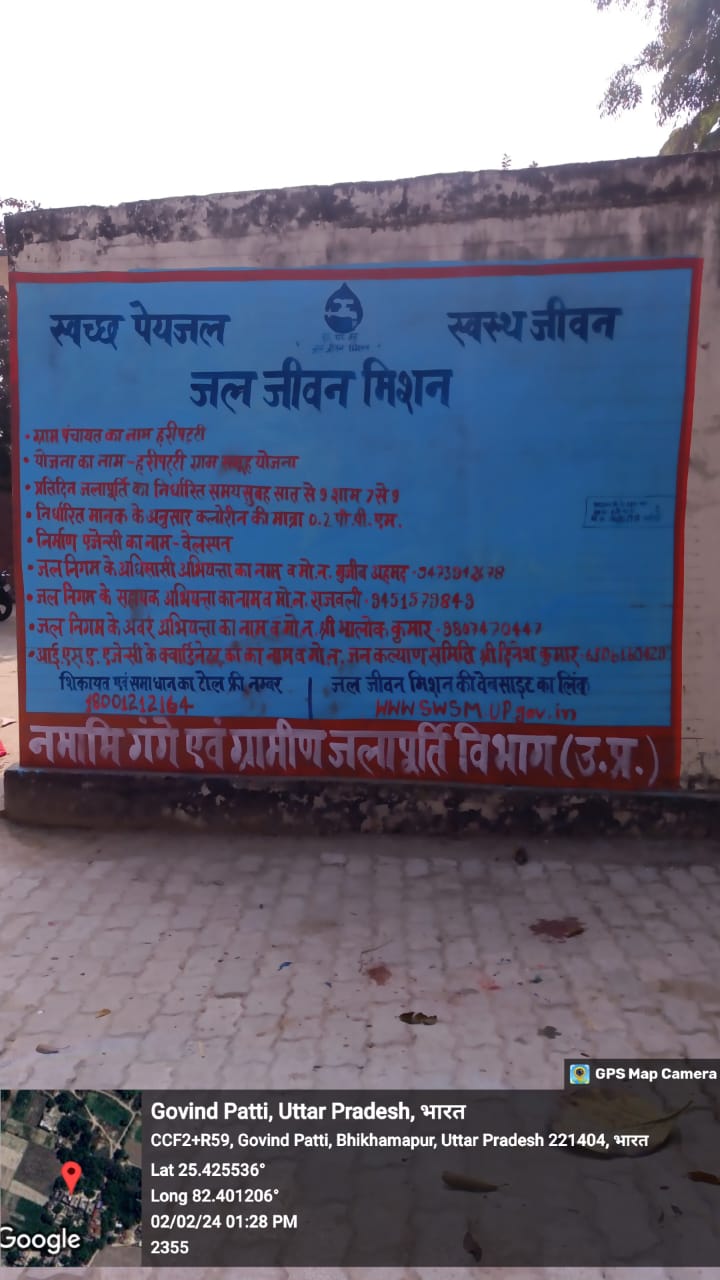 स्वच्छ पेयजल
स्वस्थ जीवन
जल जीवन मिशन
• ग्राम पंचायत का नाम हरीपट्टी
• योजना का नाम - हरीपट्टी ग्राम समूह योजना
• प्रतिदिन जलापूर्ति का निर्धारित समय सुबह सात से 9 शाम 7 से 9
• निर्धारित मानक के अनुसार क्लोरीन की मात्रा 0.2 पी.पी.एम.
• निर्माण एजेन्सी का नाम - वेलस्पन
• जल निगम के अधिसासी अभियन्ता का नाम व मो.न. मुजीब अहमद -
• जल निगम के सहायक अभियन्ता का नाम व मो.न. राजबली - 9451579849
• जल निगम के अवर अभियन्ता का नाम व मो.न. श्री आलोक कुमार -
• आई.एस.ए. एजेन्सी के क्वार्डिनेटर का नाम व मो.न. जन कल्याण समिति श्री दिनेश कुमार -
शिकायत एवं समाधान का टोल फ्री नम्बर
जल जीवन मिशन की वेबसाइट का लिंक
18001212164
WWW.SWSM.UP.gov.in
नमामि गंगे एवं ग्रामीण जलापूर्ति विभाग (उ.प्र.)
GPS Map Camera
Govind Patti, Uttar Pradesh, भारत
CCF2+R59, Govind Patti, Bhikhamapur, Uttar Pradesh 221404, भारत
Lat 25.425536°
Long 82.401206°
02/02/24 01:28 PM
2355
Google